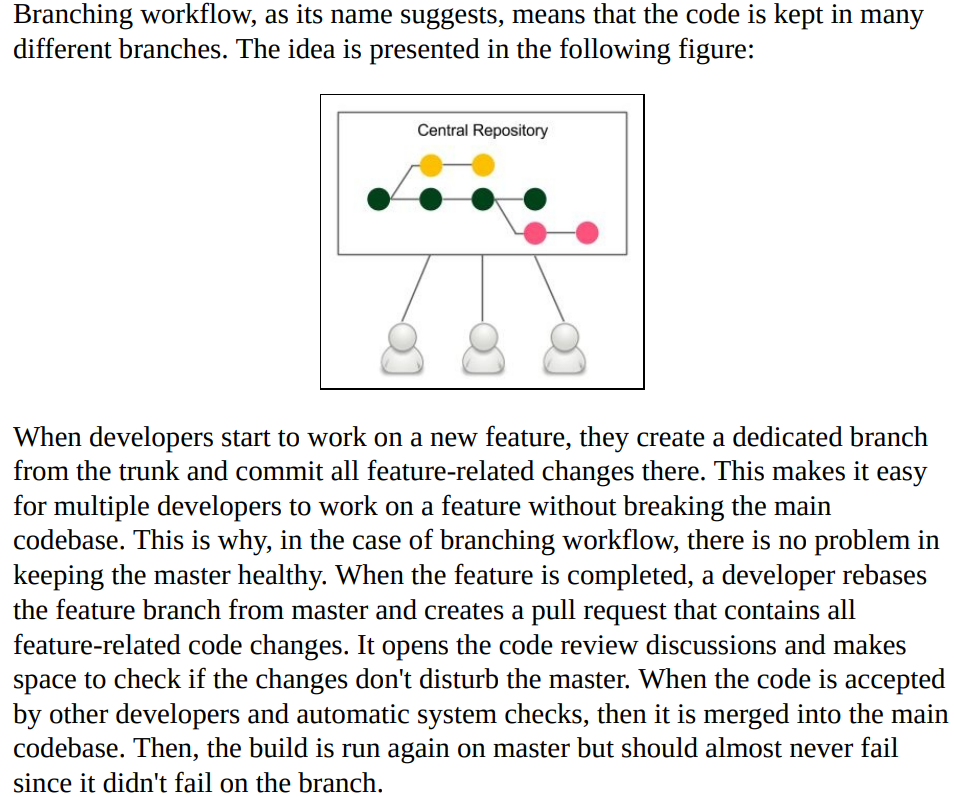 Branching workflow, as its name suggests, means that the code is kept in many
different branches. The idea is presented in the following figure:
Central Repository
When developers start to work on a new feature, they create a dedicated branch
from the trunk and commit all feature-related changes there. This makes it easy
for multiple developers to work on a feature without breaking the main
codebase. This is why, in the case of branching workflow, there is no problem in
keeping the master healthy. When the feature is completed, a developer rebases
the feature branch from master and creates a pull request that contains all
feature-related code changes. It opens the code review discussions and makes
space to check if the changes don't disturb the master. When the code is accepted
by other developers and automatic system checks, then it is merged into the main
codebase. Then, the build is run again on master but should almost never fail
since it didn't fail on the branch.